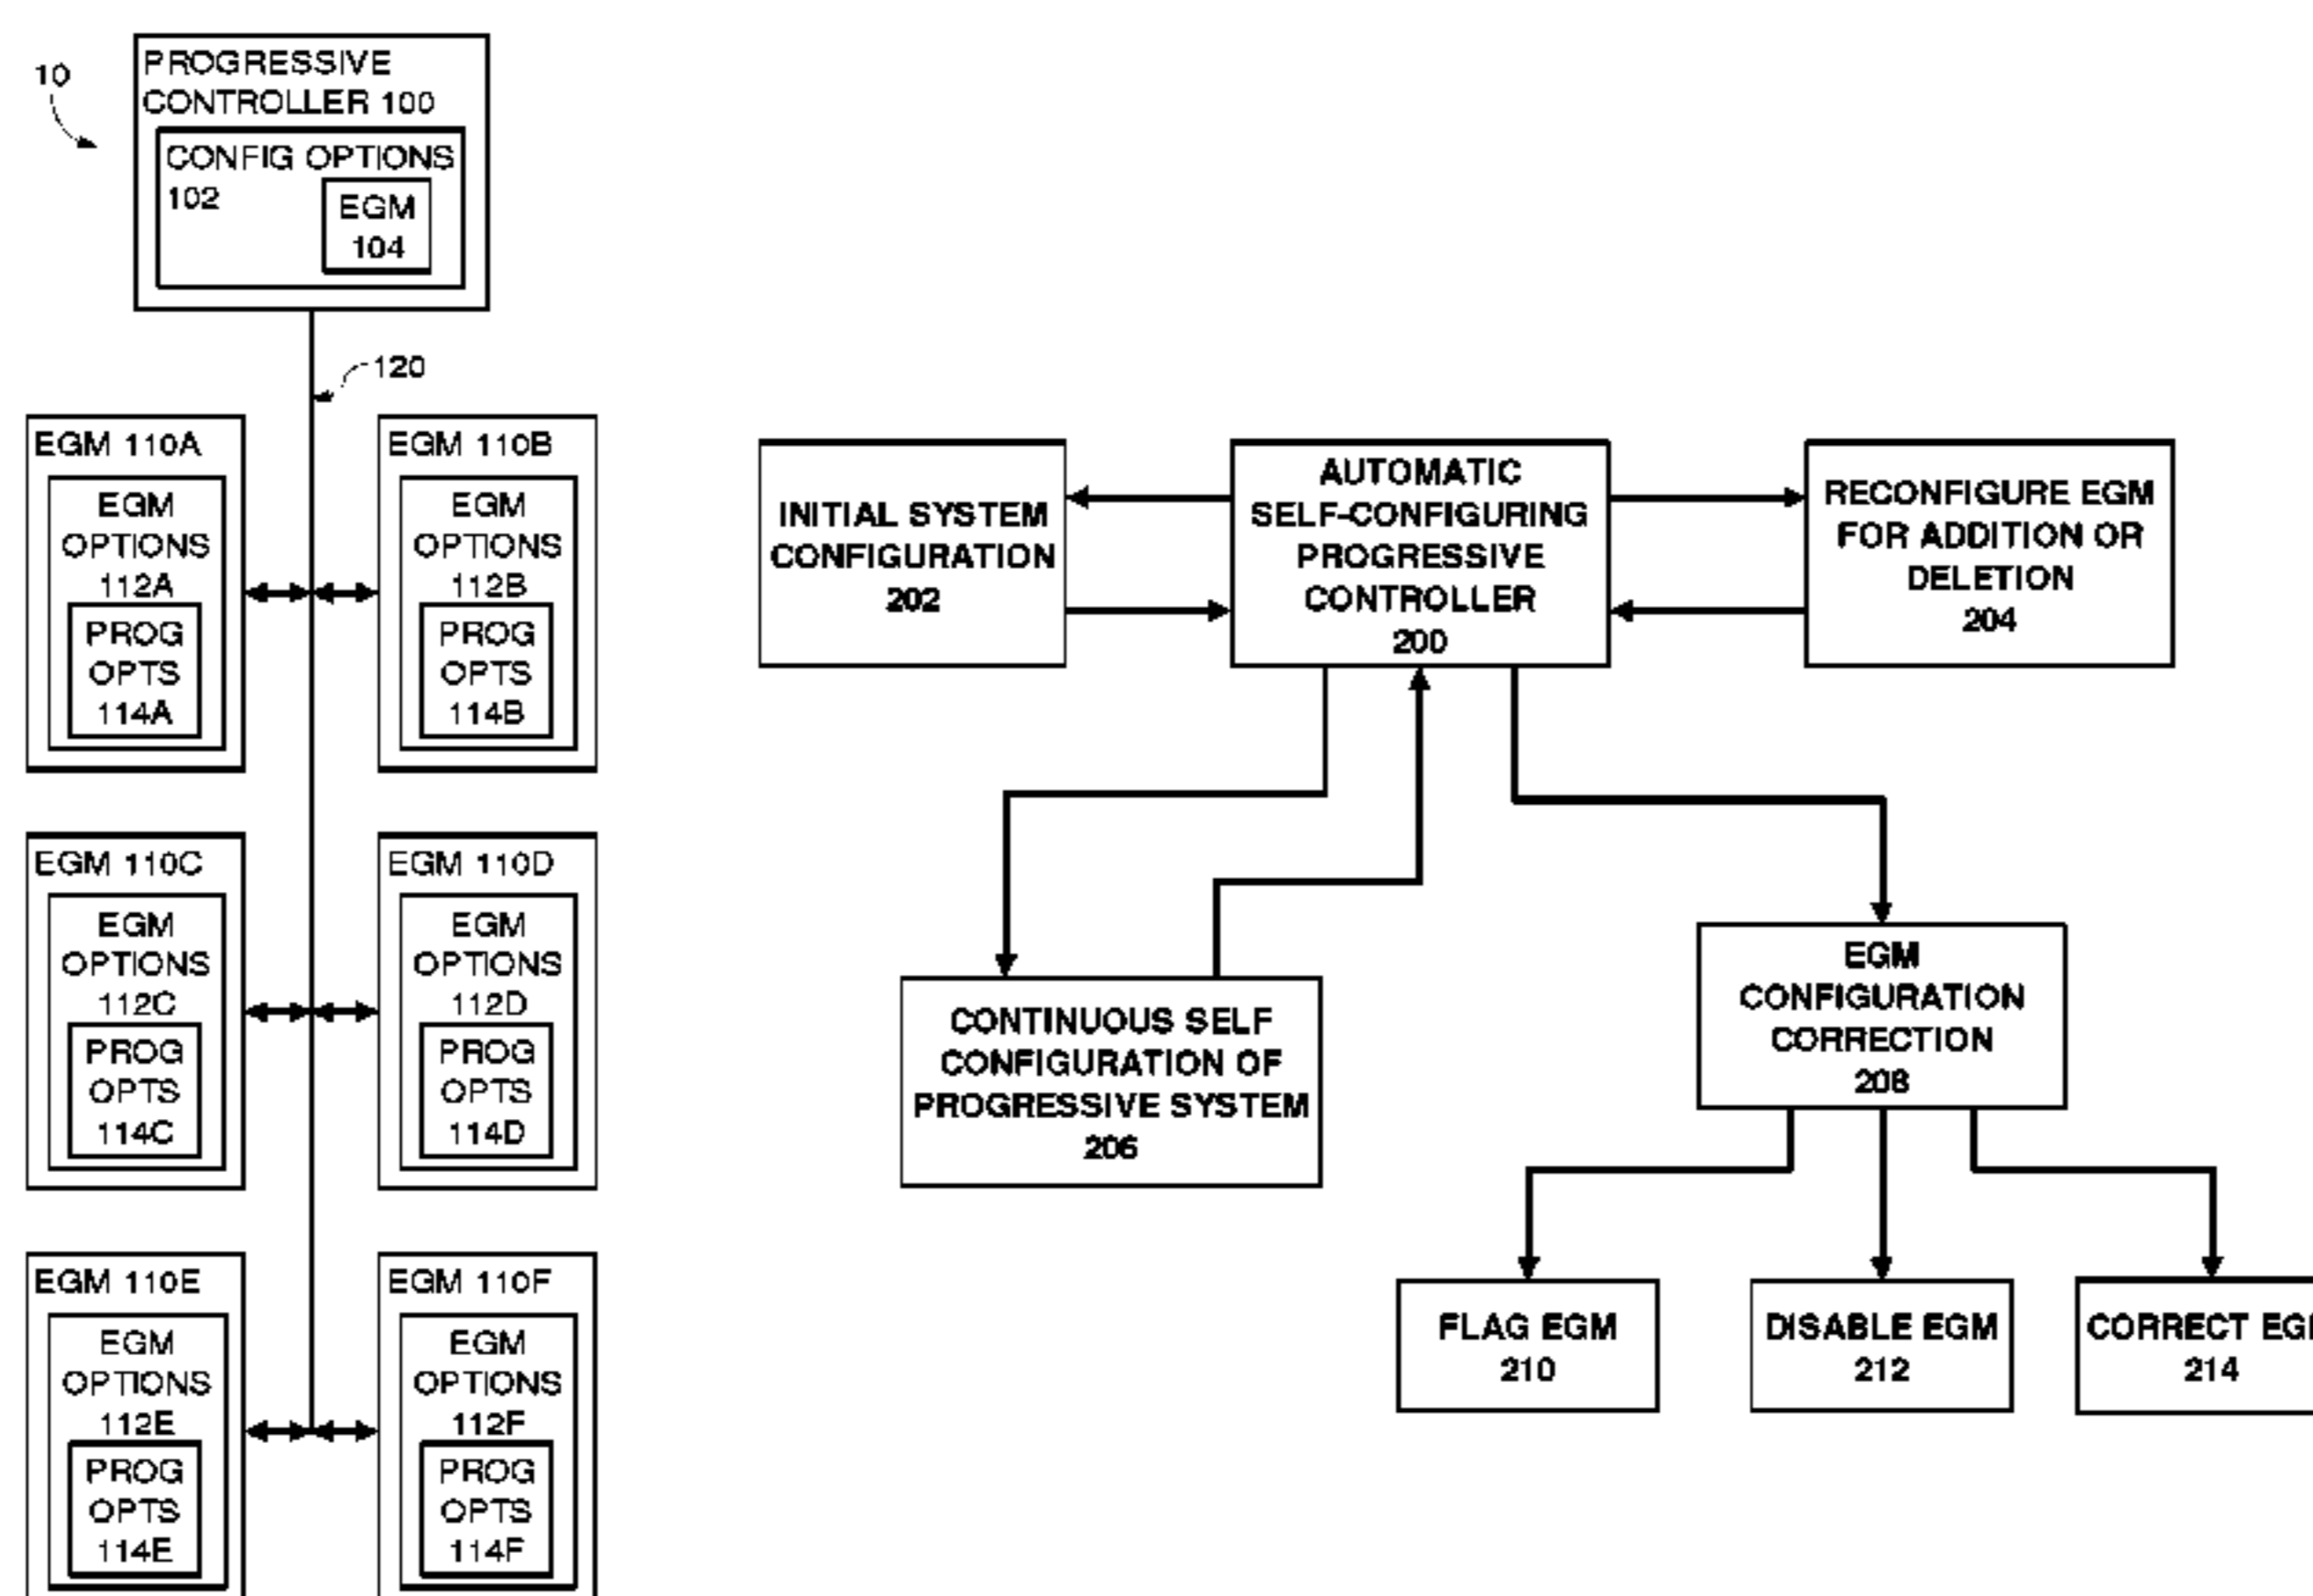 10
PROGRESSIVE
CONTROLLER 100
CONFIG OPTIONS
102
EGM
104
120
EGM 110A
EGM
OPTIONS
112A
PROG
OPTS
114A
EGM 110B
EGM
OPTIONS
112B
PROG
OPTS
114B
EGM 110C
EGM
OPTIONS
112C
PROG
OPTS
114C
EGM 110D
EGM
OPTIONS
112D
PROG
OPTS
114D
EGM 110E
EGM
OPTIONS
112E
PROG
OPTS
114E
EGM 110F
EGM
OPTIONS
112F
PROG
OPTS
114F
INITIAL SYSTEM
CONFIGURATION
202
AUTOMATIC
SELF-CONFIGURING
PROGRESSIVE
CONTROLLER
200
RECONFIGURE EGM
FOR ADDITION OR
DELETION
204
CONTINUOUS SELF
CONFIGURATION OF
PROGRESSIVE SYSTEM
206
EGM
CONFIGURATION
CORRECTION
208
FLAG EGM
210
DISABLE EGM
212
CORRECT
214